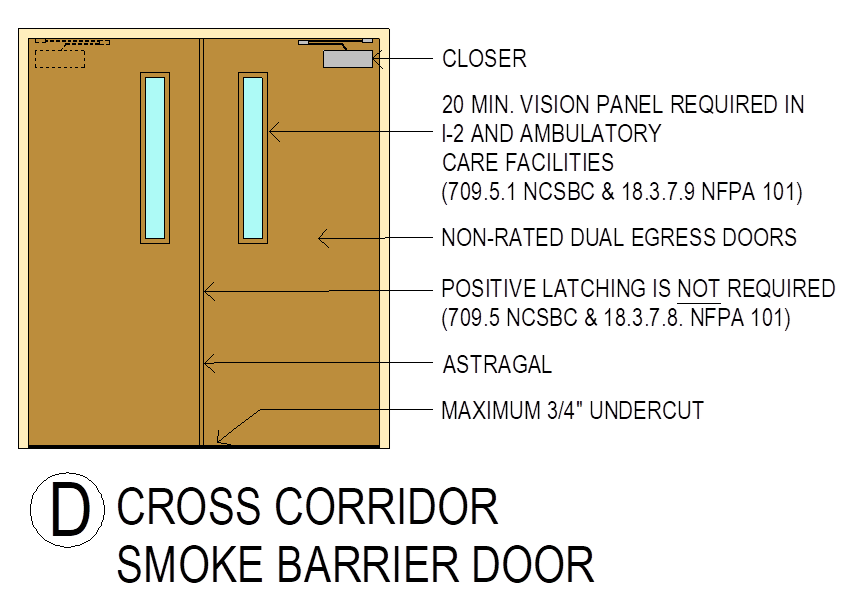 CLOSER
20 MIN. VISION PANEL REQUIRED IN
I-2 AND AMBULATORY
CARE FACILITIES
(709.5.1 NCSBC & 18.3.7.9 NFPA 101)
NON-RATED DUAL EGRESS DOORS
POSITIVE LATCHING IS NOT REQUIRED
(709.5 NCSBC & 18.3.7.8. NFPA 101)
ASTRAGAL
MAXIMUM 3/4" UNDERCUT
D CROSS CORRIDOR
SMOKE BARRIER DOOR